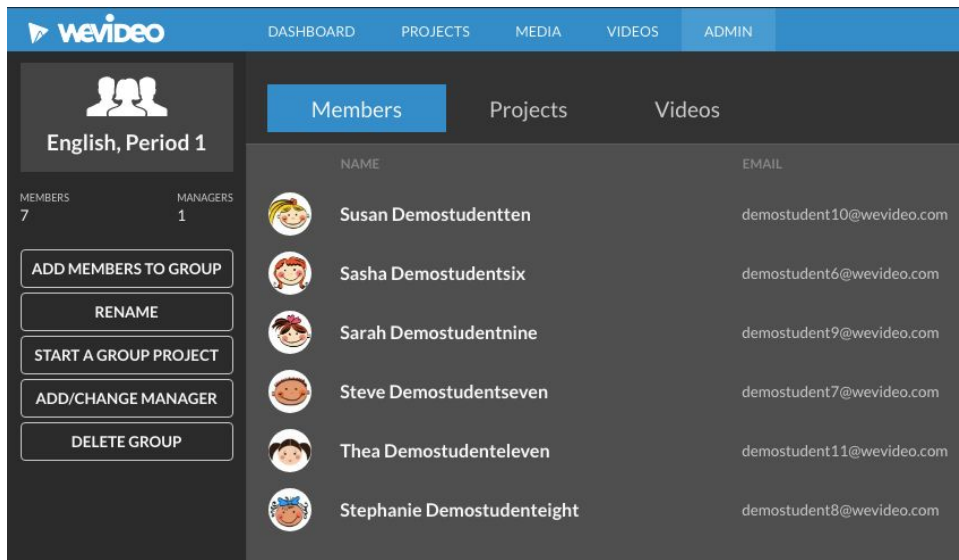 WeVideo
DASHBOARD PROJECTS MEDIA VIDEOS ADMIN
English, Period 1
MEMBERS MANAGERS
7 1
ADD MEMBERS TO GROUP
RENAME
START A GROUP PROJECT
ADD/CHANGE MANAGER
DELETE GROUP
Members Projects Videos
NAME EMAIL
Susan Demostudentten demostudent10@wevideo.com
Sasha Demostudentsix demostudent6@wevideo.com
Sarah Demostudentnine demostudent9@wevideo.com
Steve Demostudentseven demostudent7@wevideo.com
Thea Demostudenteleven demostudent11@wevideo.com
Stephanie Demostudenteight demostudent8@wevideo.com